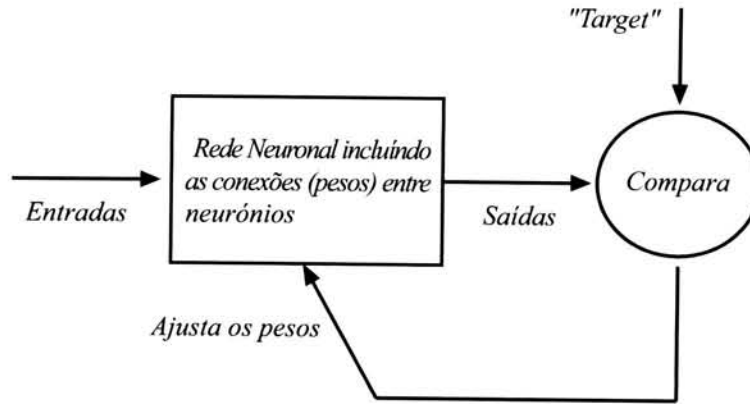 "Target"
Rede Neuronal incluíndo
as conexões (pesos) entre
neurónios
Entradas
Saídas
Compara
Ajusta os pesos